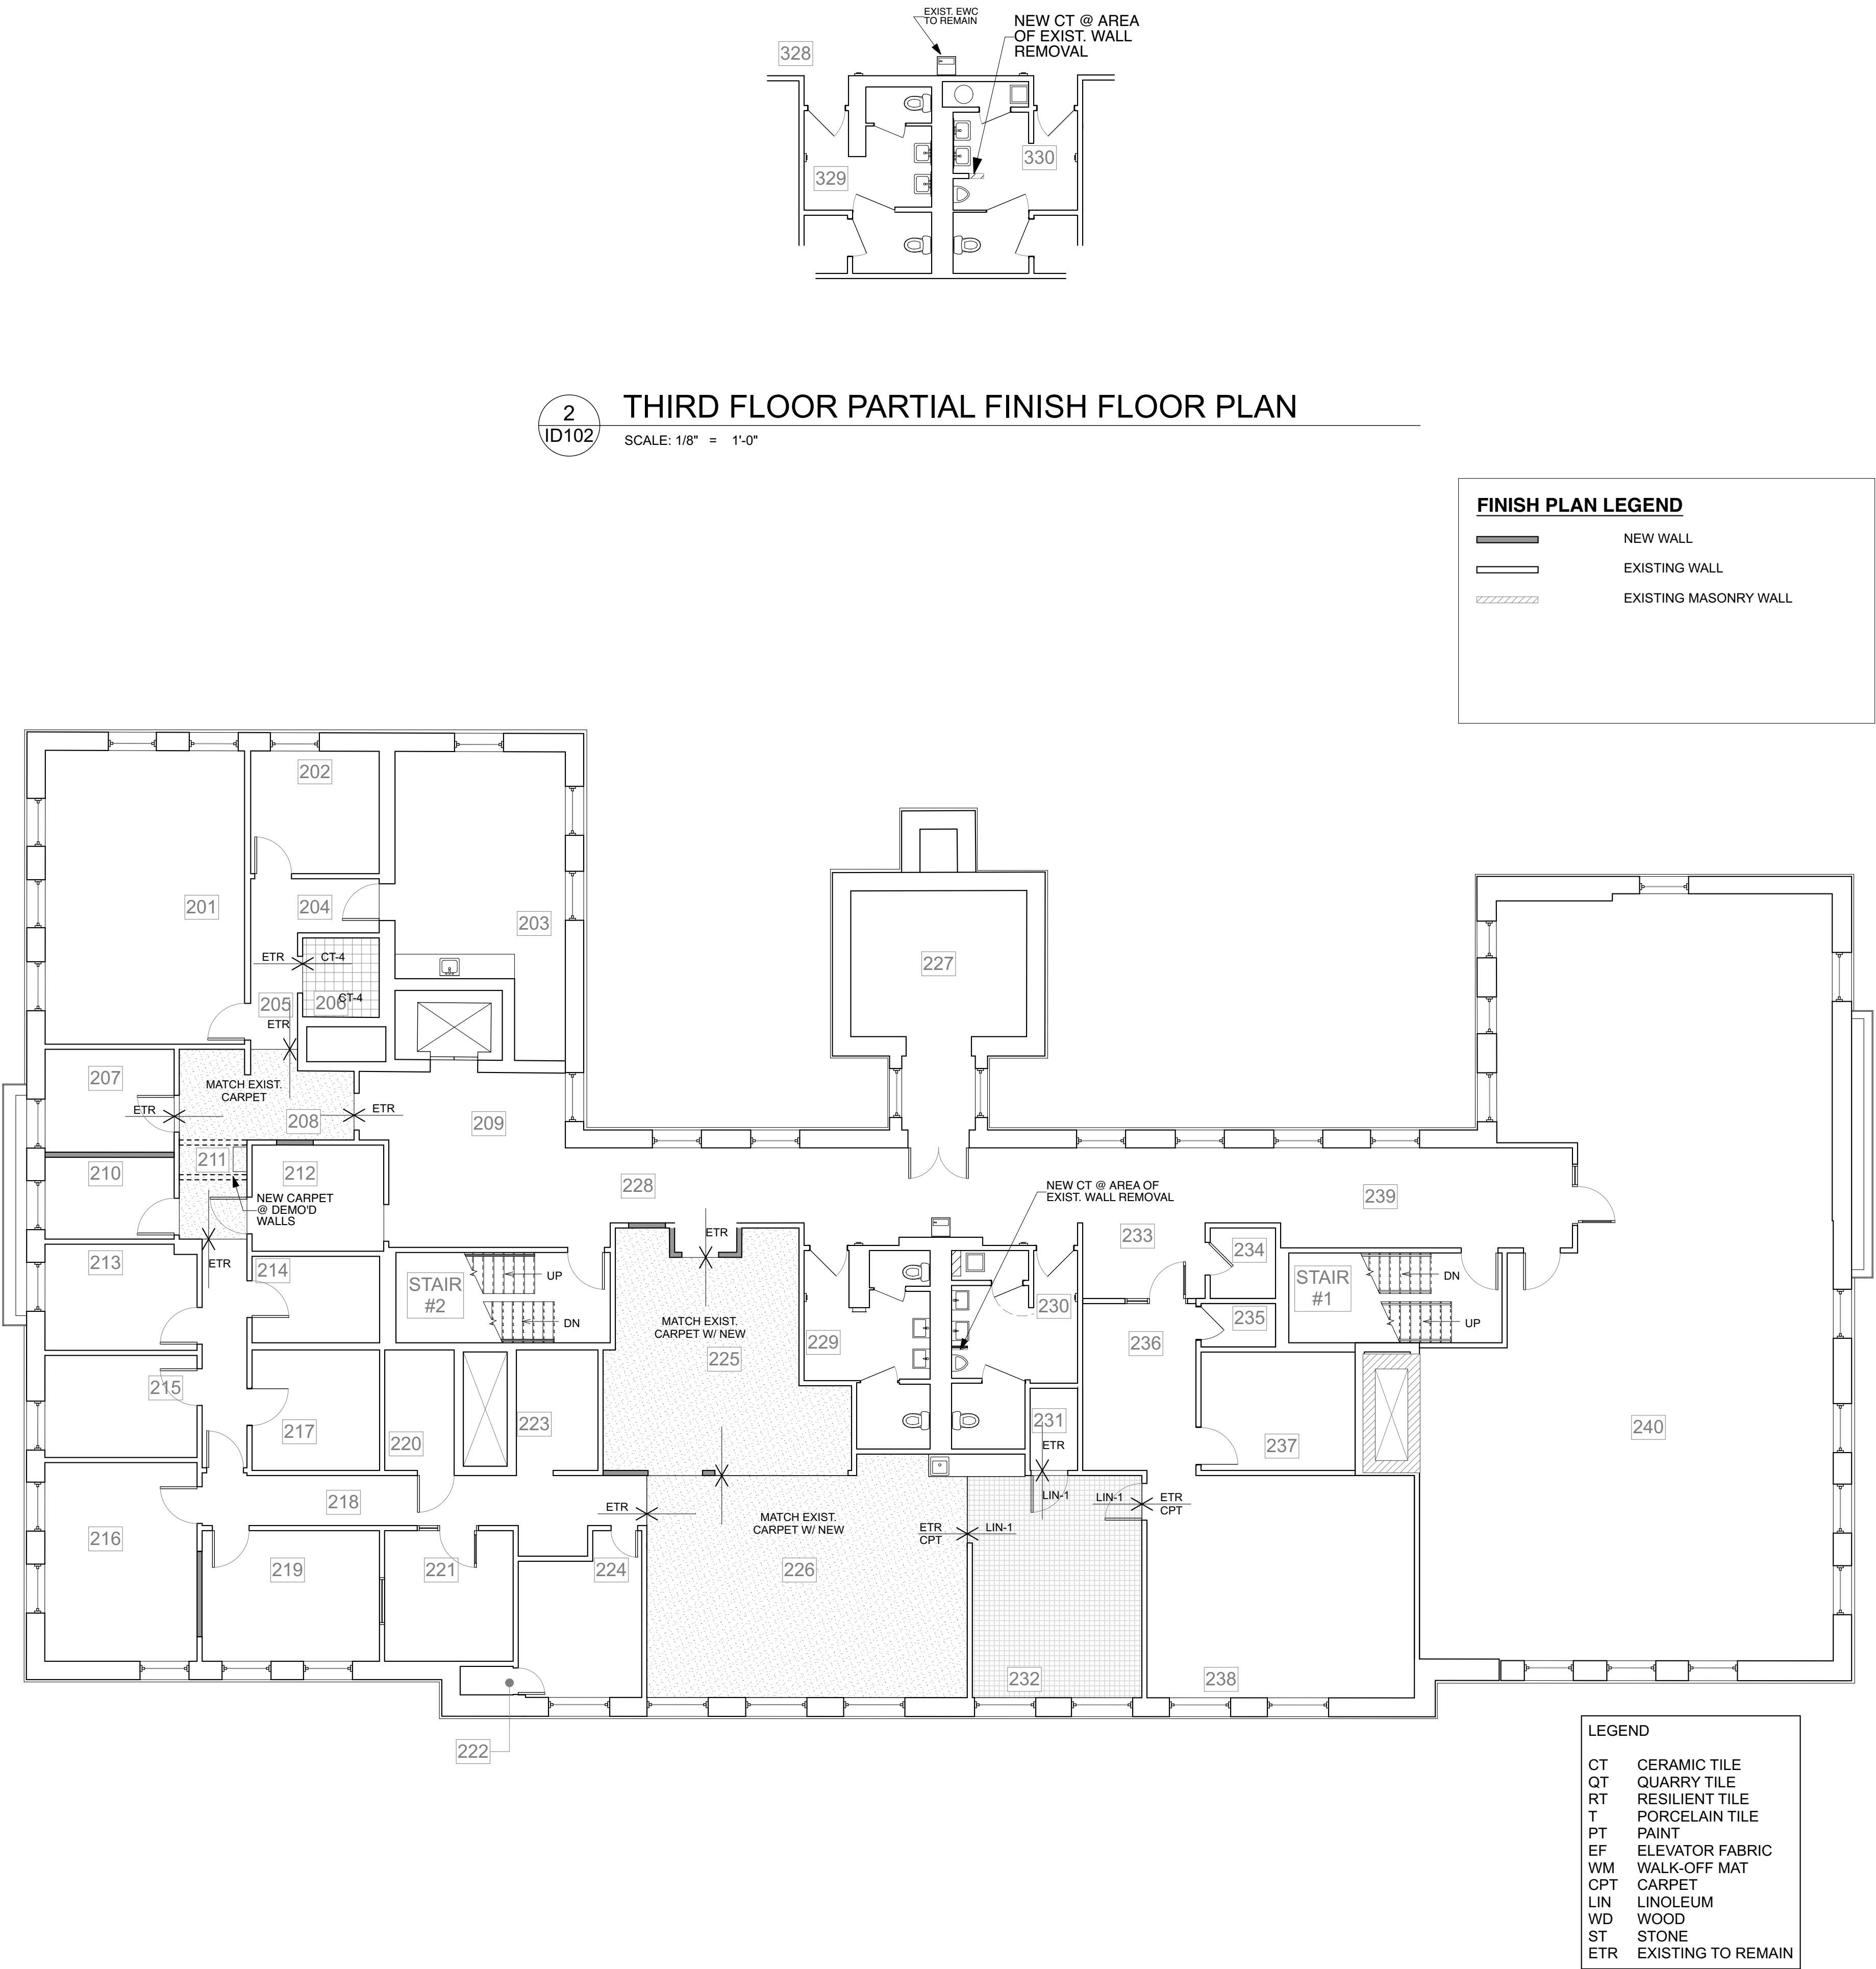 EXIST. EWC
TO REMAIN
NEW CT @ AREA
OF EXIST. WALL
REMOVAL
328
329
330
2
ID102
THIRD FLOOR PARTIAL FINISH FLOOR PLAN
SCALE: 1/8" = 1'-0"
FINISH PLAN LEGEND
NEW WALL
EXISTING WALL
EXISTING MASONRY WALL
202
201
204
203
227
ETR
CT-4
205
206
CT-4
ETR
207
MATCH EXIST.
CARPET
ETR
208
ETR
209
211
210
212
228
NEW CT @ AREA OF
EXIST. WALL REMOVAL
239
NEW CARPET
@ DEMO'D
WALLS
ETR
233
213
ETR
214
234
STAIR
#2
UP
DN
STAIR
#1
DN
UP
MATCH EXIST.
CARPET W/ NEW
225
229
230
235
236
215
217
220
223
231
237
240
ETR
218
ETR
LIN-1
LIN-1
ETR
CPT
MATCH EXIST.
CARPET W/ NEW
ETR
CPT
LIN-1
216
219
221
224
226
232
238
222
LEGEND
CT CERAMIC TILE
QT QUARRY TILE
RT RESILIENT TILE
T PORCELAIN TILE
PT PAINT
EF ELEVATOR FABRIC
WM WALK-OFF MAT
CPT CARPET
LIN LINOLEUM
WD WOOD
ST STONE
ETR EXISTING TO REMAIN